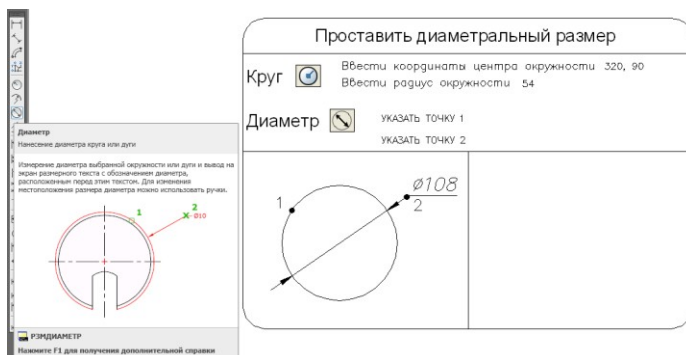 Проставить диаметральный размер
Круг
Ввести координаты центра окружности 320, 90
Ввести радиус окружности 54
Диаметр
УКАЗАТЬ ТОЧКУ 1
УКАЗАТЬ ТОЧКУ 2
1
Ø108
2
Диаметр
Нанесение диаметра круга или дуги
Измерение диаметра выбранной окружности или дуги и вывод на
экран размерного текста с обозначением диаметра,
расположенным перед этим текстом. Для изменения
местоположения размера диаметра можно использовать ручки.
1
2
Ø10
РЗМДИАМЕТР
Нажмите F1 для получения дополнительной справки